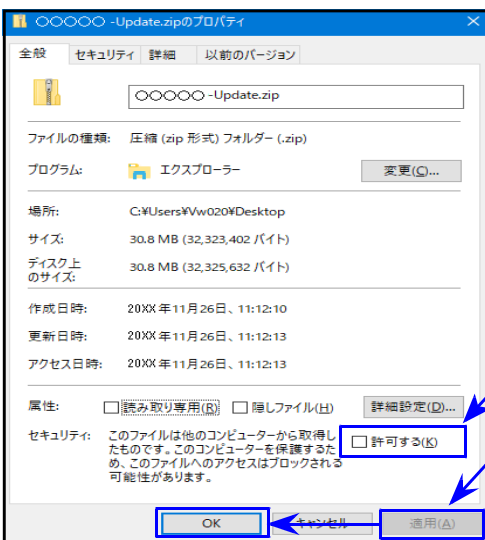 ○○○○○ -Update.zipのプロパティ
全般 セキュリティ 詳細 以前のバージョン
○○○○○ -Update.zip
ファイルの種類: 圧縮 (zip 形式) フォルダー (.zip)
プログラム: エクスプローラー 変更(C)...
場所: C:¥Users¥Vw020¥Desktop
サイズ: 30.8 MB (32,323,402 バイト)
ディスク上
のサイズ: 30.8 MB (32,325,632 バイト)
作成日時: 20XX年11月26日、11:12:10
更新日時: 20XX年11月26日、11:12:13
アクセス日時: 20XX年11月26日、11:12:13
属性: 読み取り専用(R) 隠しファイル(H) 詳細設定(D)...
セキュリティ: このファイルは他のコンピューターから取得し
たものです。このコンピューターを保護するた
め、このファイルへのアクセスはブロックされる
可能性があります。
許可する(K)
OK キャンセル 適用(A)